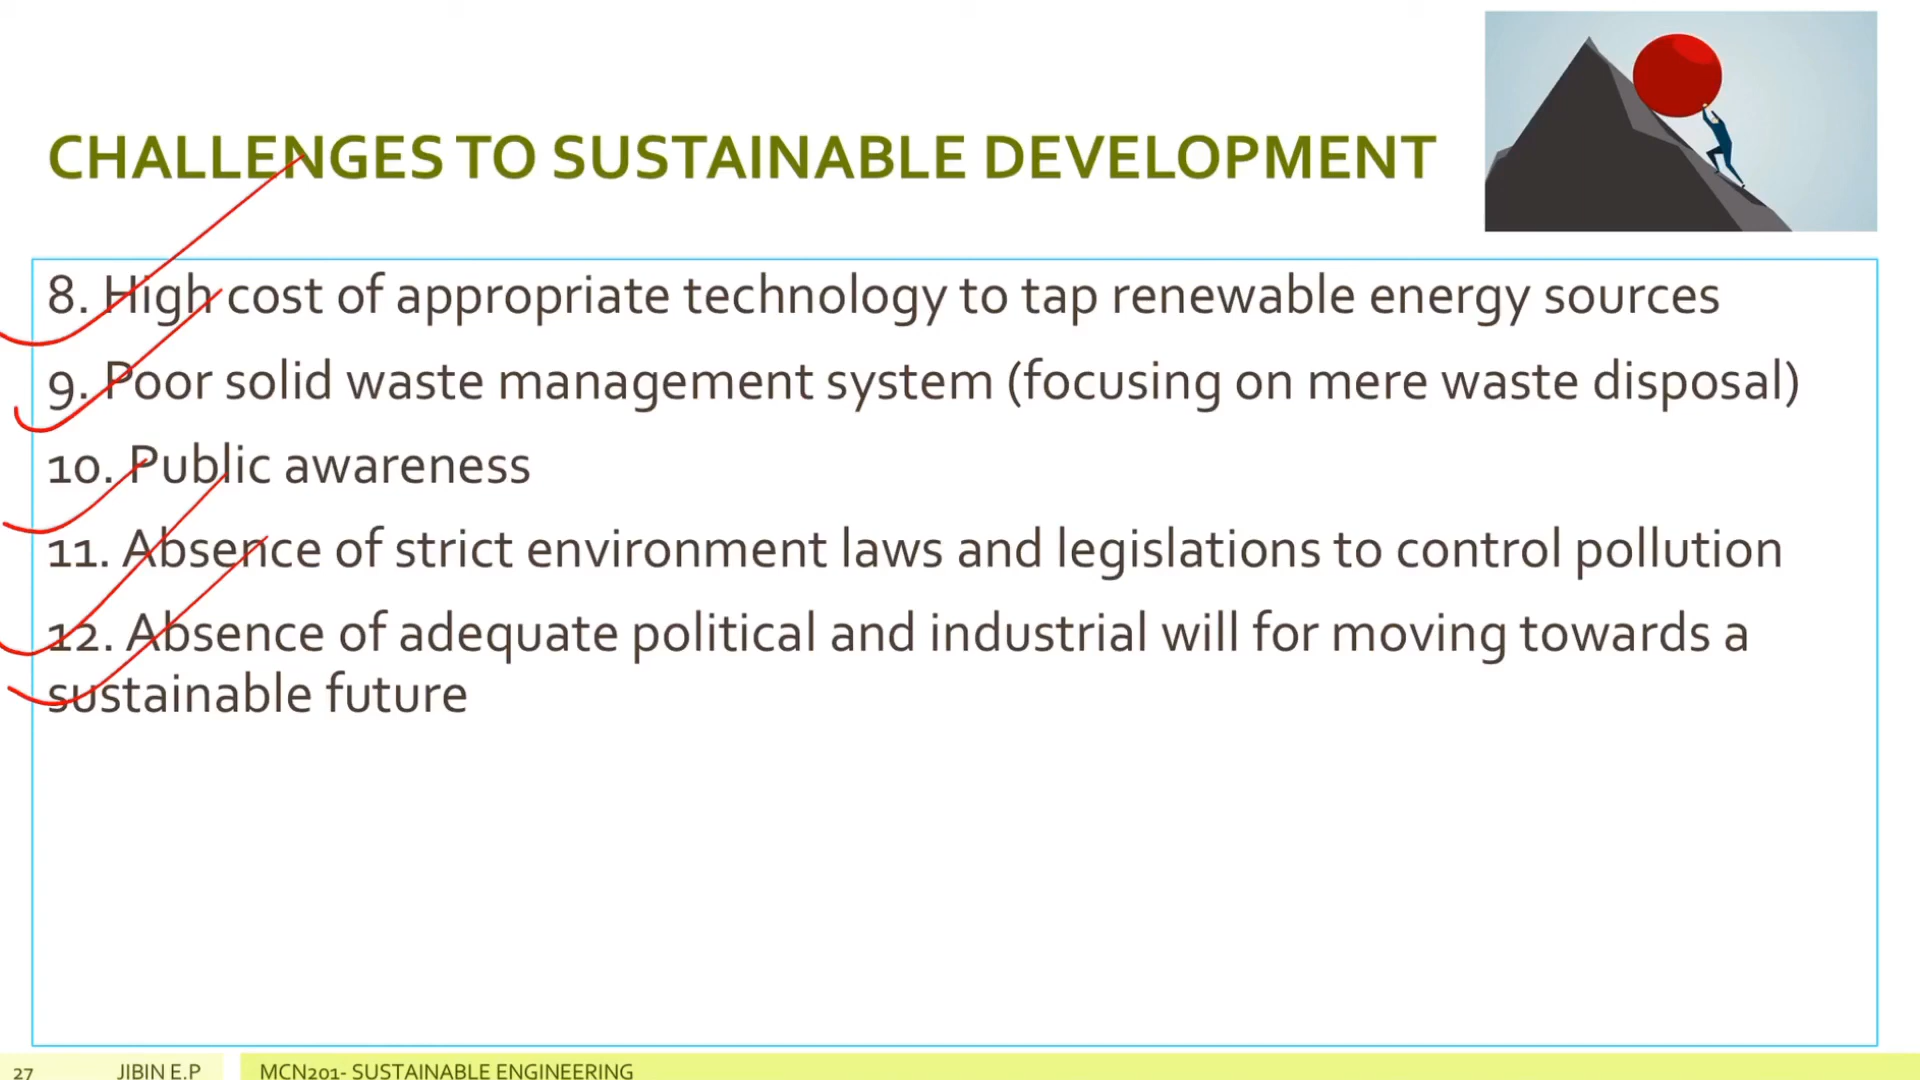 CHALLENGES TO SUSTAINABLE DEVELOPMENT
8. High cost of appropriate technology to tap renewable energy sources
9. Poor solid waste management system (focusing on mere waste disposal)
10. Public awareness
11. Absence of strict environment laws and legislations to control pollution
12. Absence of adequate political and industrial will for moving towards a
sustainable future
27 JIBIN E.P MCN201- SUSTAINABLE ENGINEERING